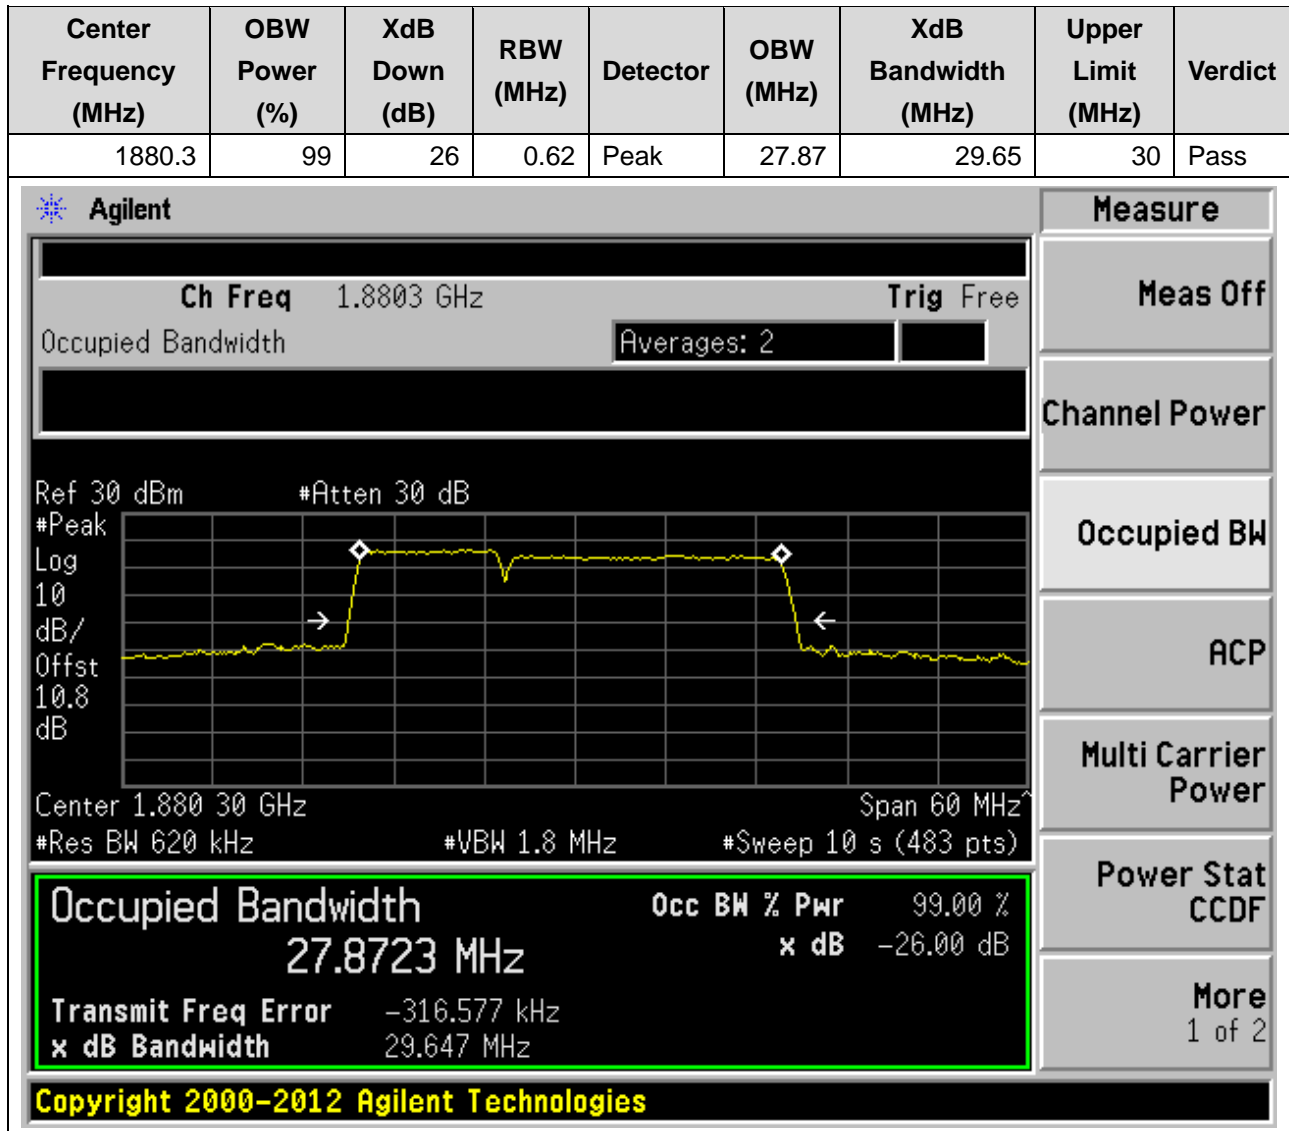 Center Frequency (MHz) OBW Power (%) XdB Down (dB) RBW (MHz) Detector OBW (MHz) XdB Bandwidth (MHz) Upper Limit (MHz) Verdict
1880.3 99 26 0.62 Peak 27.87 29.65 30 Pass
Agilent
Measure
Ch Freq 1.8803 GHz Trig Free
Occupied Bandwidth Averages: 2
Ref 30 dBm #Atten 30 dB
#Peak
Log
10
dB/
Offst
10.8
dB
Center 1.880 30 GHz Span 60 MHz^
#Res BW 620 kHz #VBW 1.8 MHz #Sweep 10 s (483 pts)
Occupied Bandwidth Occ BW % Pwr 99.00 %
27.8723 MHz x dB -26.00 dB
Transmit Freq Error -316.577 kHz
x dB Bandwidth 29.647 MHz
Meas Off
Channel Power
Occupied BW
ACP
Multi Carrier
Power
Power Stat
CCDF
More
1 of 2
Copyright 2000-2012 Agilent Technologies